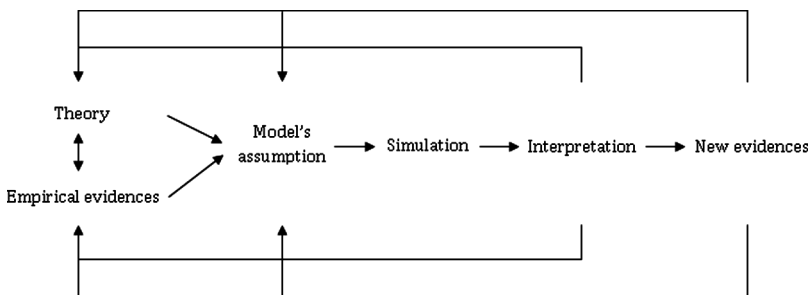 Theory
Model's
assumption
Simulation
Interpretation
New evidences
Empirical evidences